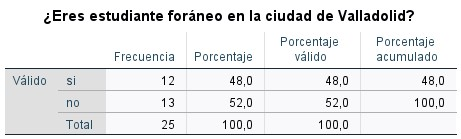 ¿Eres estudiante foráneo en la ciudad de Valladolid?
Frecuencia Porcentaje Porcentaje válido Porcentaje acumulado
Válido si 12 48,0 48,0 48,0
no 13 52,0 52,0 100,0
Total 25 100,0 100,0